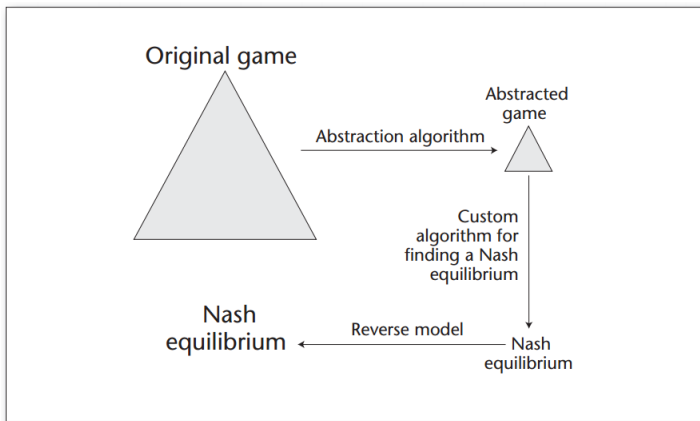 Original game
Abstracted
game
Abstraction algorithm
Custom
algorithm for
finding a Nash
equilibrium
Nash
equilibrium
Reverse model
Nash
equilibrium